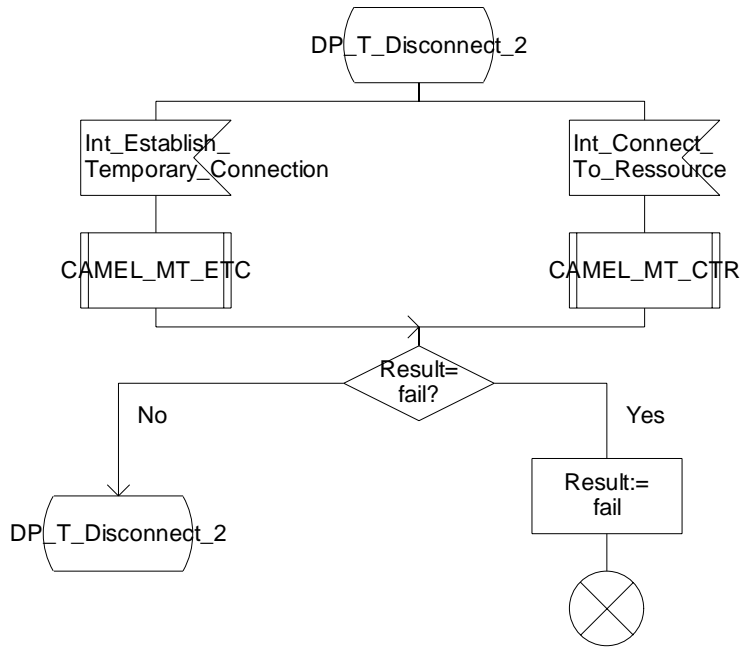 DP_T_Disconnect_2
Int_Establish_
Temporary_Connection
Int_Connect_
To_Ressource
CAMEL_MT_ETC
CAMEL_MT_CTR
Result=
fail?
No
Yes
Result:=
fail
DP_T_Disconnect_2